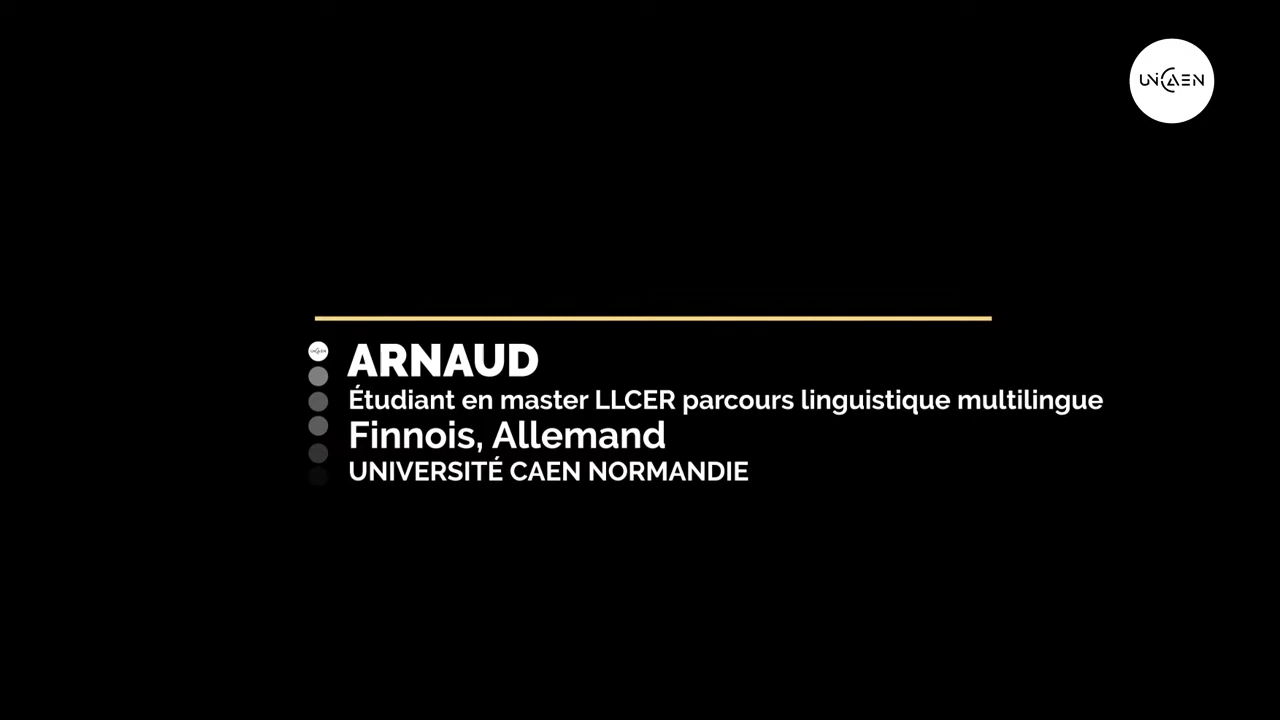 UNICAEN
ARNAUD
Étudiant en master LLCER parcours linguistique multilingue
Finnois, Allemand
UNIVERSITÉ CAEN NORMANDIE